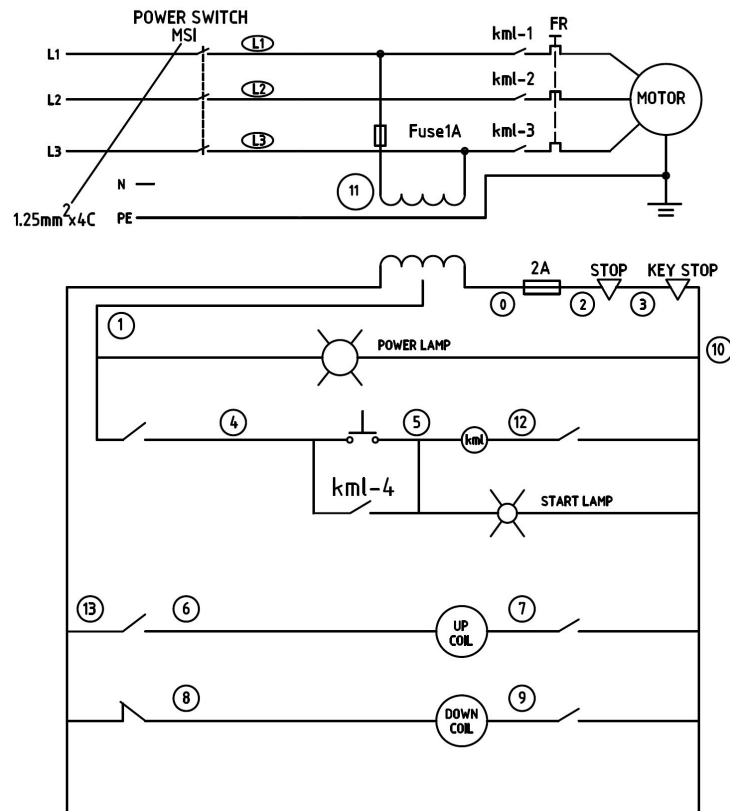 POWER SWITCH
MSI
L1
L1
kml-1
FR
L2
L2
kml-2
MOTOR
L3
L3
Fuse1A
kml-3
N
11
1.25mm²x4C
PE
2A
STOP
KEY STOP
0
2
3
1
POWER LAMP
10
4
5
kml
12
kml-4
START LAMP
13
6
UP
COIL
7
8
DOWN
COIL
9